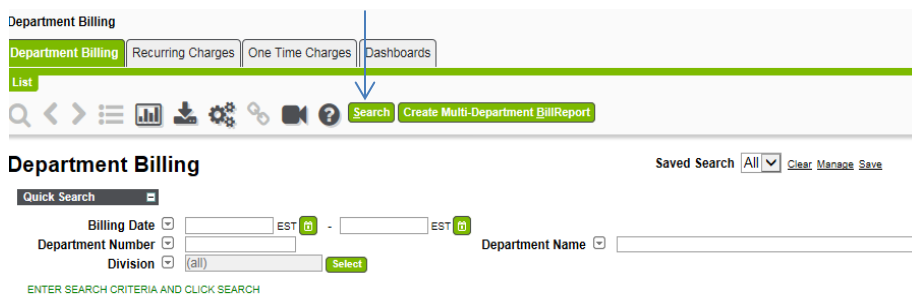 Department Billing
Department Billing Recurring Charges One Time Charges Dashboards
List
Search Create Multi-Department BillReport
Department Billing Saved Search All Clear Manage Save
Quick Search
Billing Date EST - EST
Department Number Department Name
Division (all) Select
ENTER SEARCH CRITERIA AND CLICK SEARCH